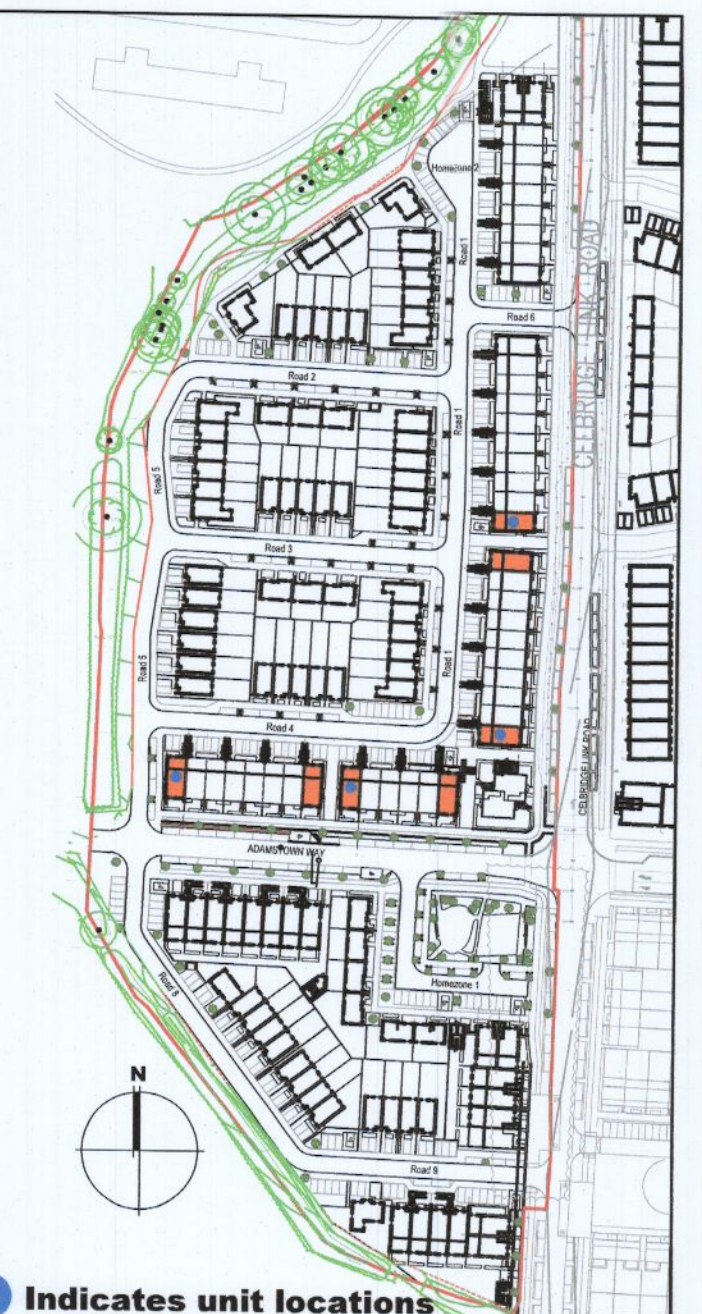 Homezone 2
Road 1
CELBRIDGE LINK ROAD
Road 6
Road 2
Road 1
Road 5
Road 3
Road 5
Road 1
Road 4
CELBRIDGE LINK ROAD
ADAMSTOWN WAY
Homezone 1
Road 8
N
Road 9
Indicates unit locations